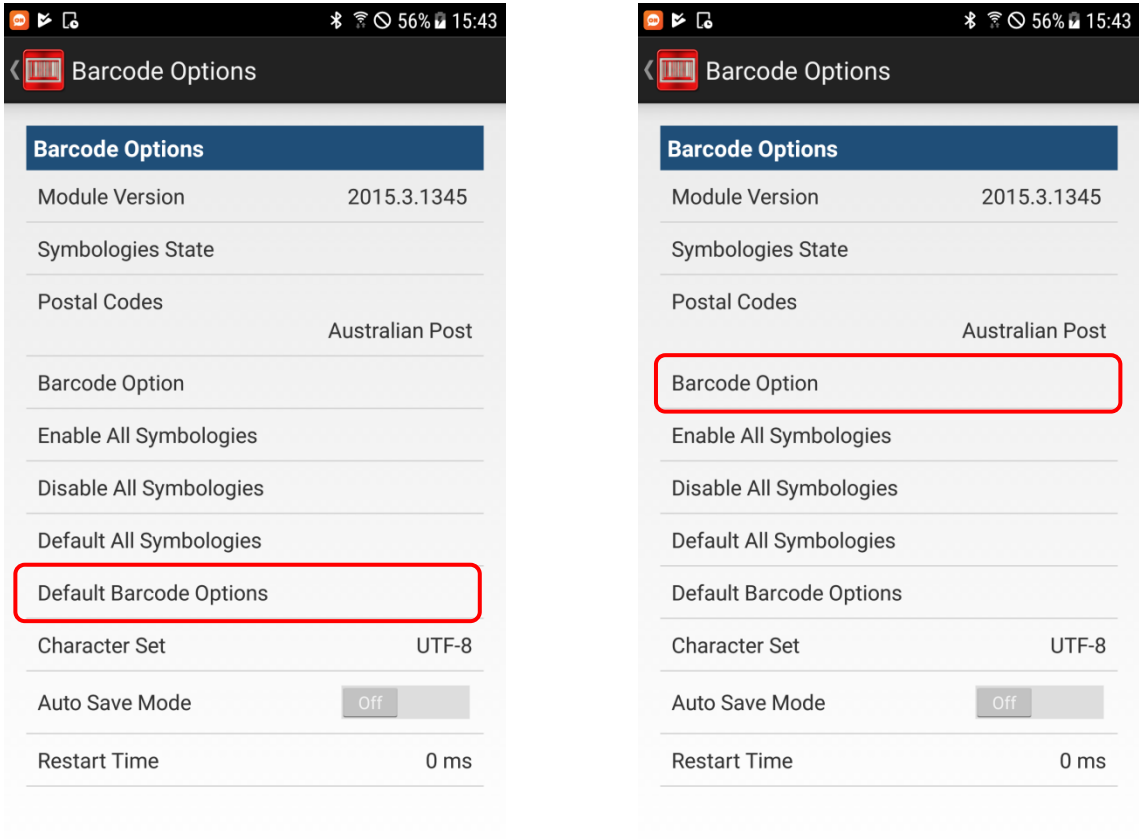 56% 15:43
Barcode Options
Barcode Options
Module Version 2015.3.1345
Symbologies State
Postal Codes
Australian Post
Barcode Option
Enable All Symbologies
Disable All Symbologies
Default All Symbologies
Default Barcode Options
Character Set UTF-8
Auto Save Mode Off
Restart Time 0 ms
56% 15:43
Barcode Options
Barcode Options
Module Version 2015.3.1345
Symbologies State
Postal Codes
Australian Post
Barcode Option
Enable All Symbologies
Disable All Symbologies
Default All Symbologies
Default Barcode Options
Character Set UTF-8
Auto Save Mode Off
Restart Time 0 ms